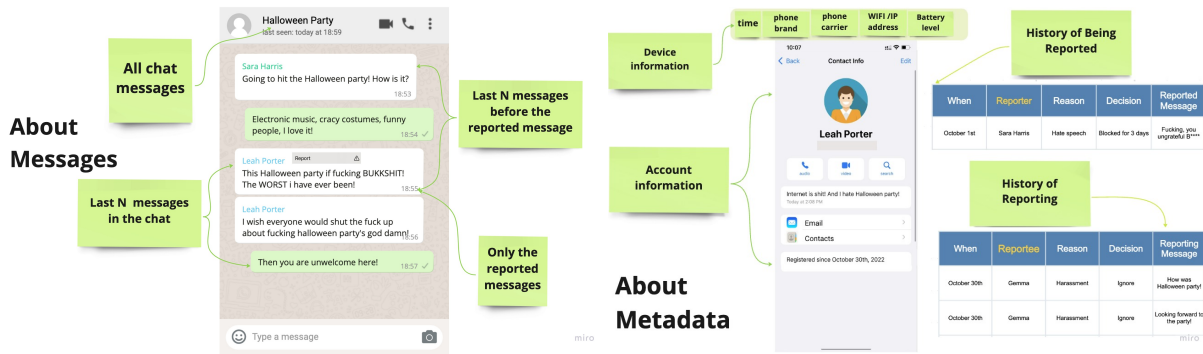 About
Messages
All chat
messages
Last N messages
in the chat
Halloween Party
last seen: today at 18:59
Sara Harris
Going to hit the Halloween party! How is it?
18:53
Electronic music, cracy costumes, funny
people, I love it!
18:54
Leah Porter
Report
This Halloween party if fucking BUKKSHIT!
The WORST i have ever been!
18:55
Leah Porter
I wish everyone would shut the fuck up
about fucking halloween party's god damn!
18:56
Then you are unwelcome here!
18:57
Type a message
Last N messages
before the
reported message
Only the
reported
messages
miro
About
Metadata
Device
information
Account
information
time
phone
brand
phone
carrier
WIFI /IP
address
Battery
level
10:07
Back
Contact Info
Edit
Leah Porter
audio
video
search
Internet is shit! And I hate Halloween party!
Today at 2:08 PM
Email
Contacts
Registered since October 30th, 2022
History of Being
Reported
When Reporter Reason Decision Reported
Message
October 1st Sara Harris Hate speech Blocked for 3 days Fucking, you
ungrateful B****
History of
Reporting
When Reportee Reason Decision Reporting
Message
October 30th Gemma Harassment Ignore How was
Halloween party!
October 30th Gemma Harassment Ignore Looking forward to
the party!
miro